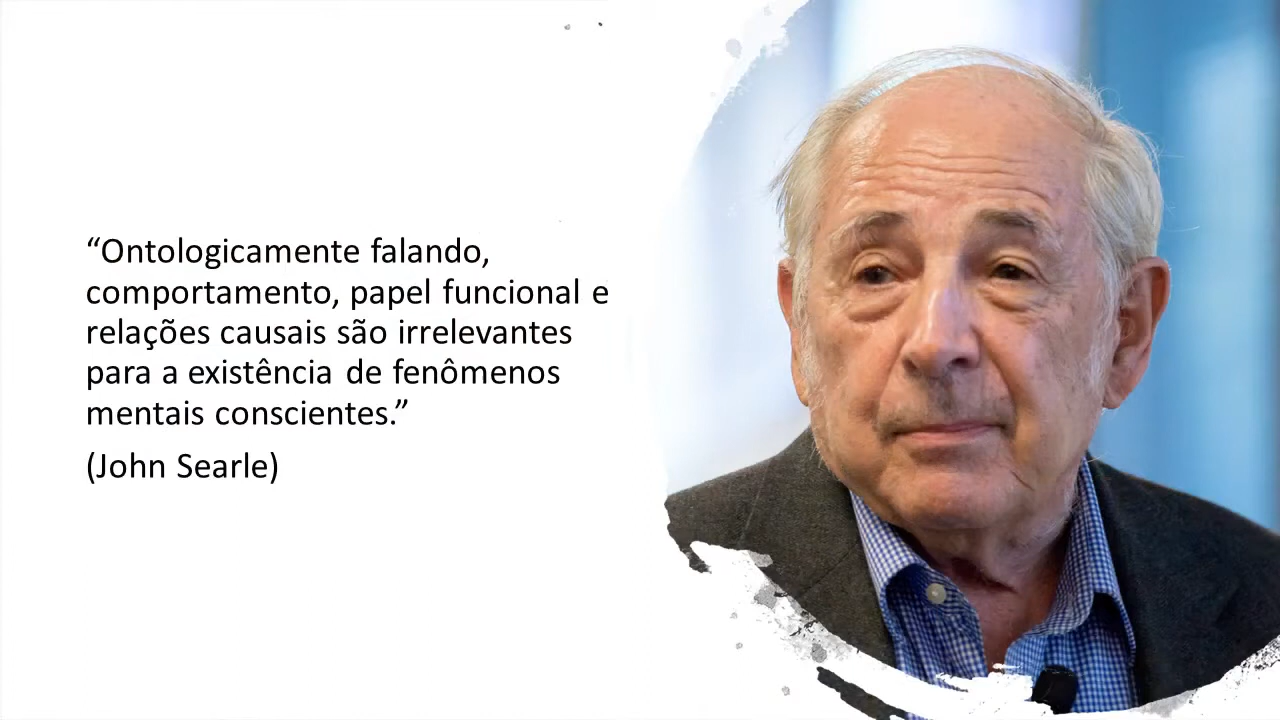 “Ontologicamente falando,
comportamento, papel funcional e
relações causais são irrelevantes
para a existência de fenômenos
mentais conscientes.”
(John Searle)